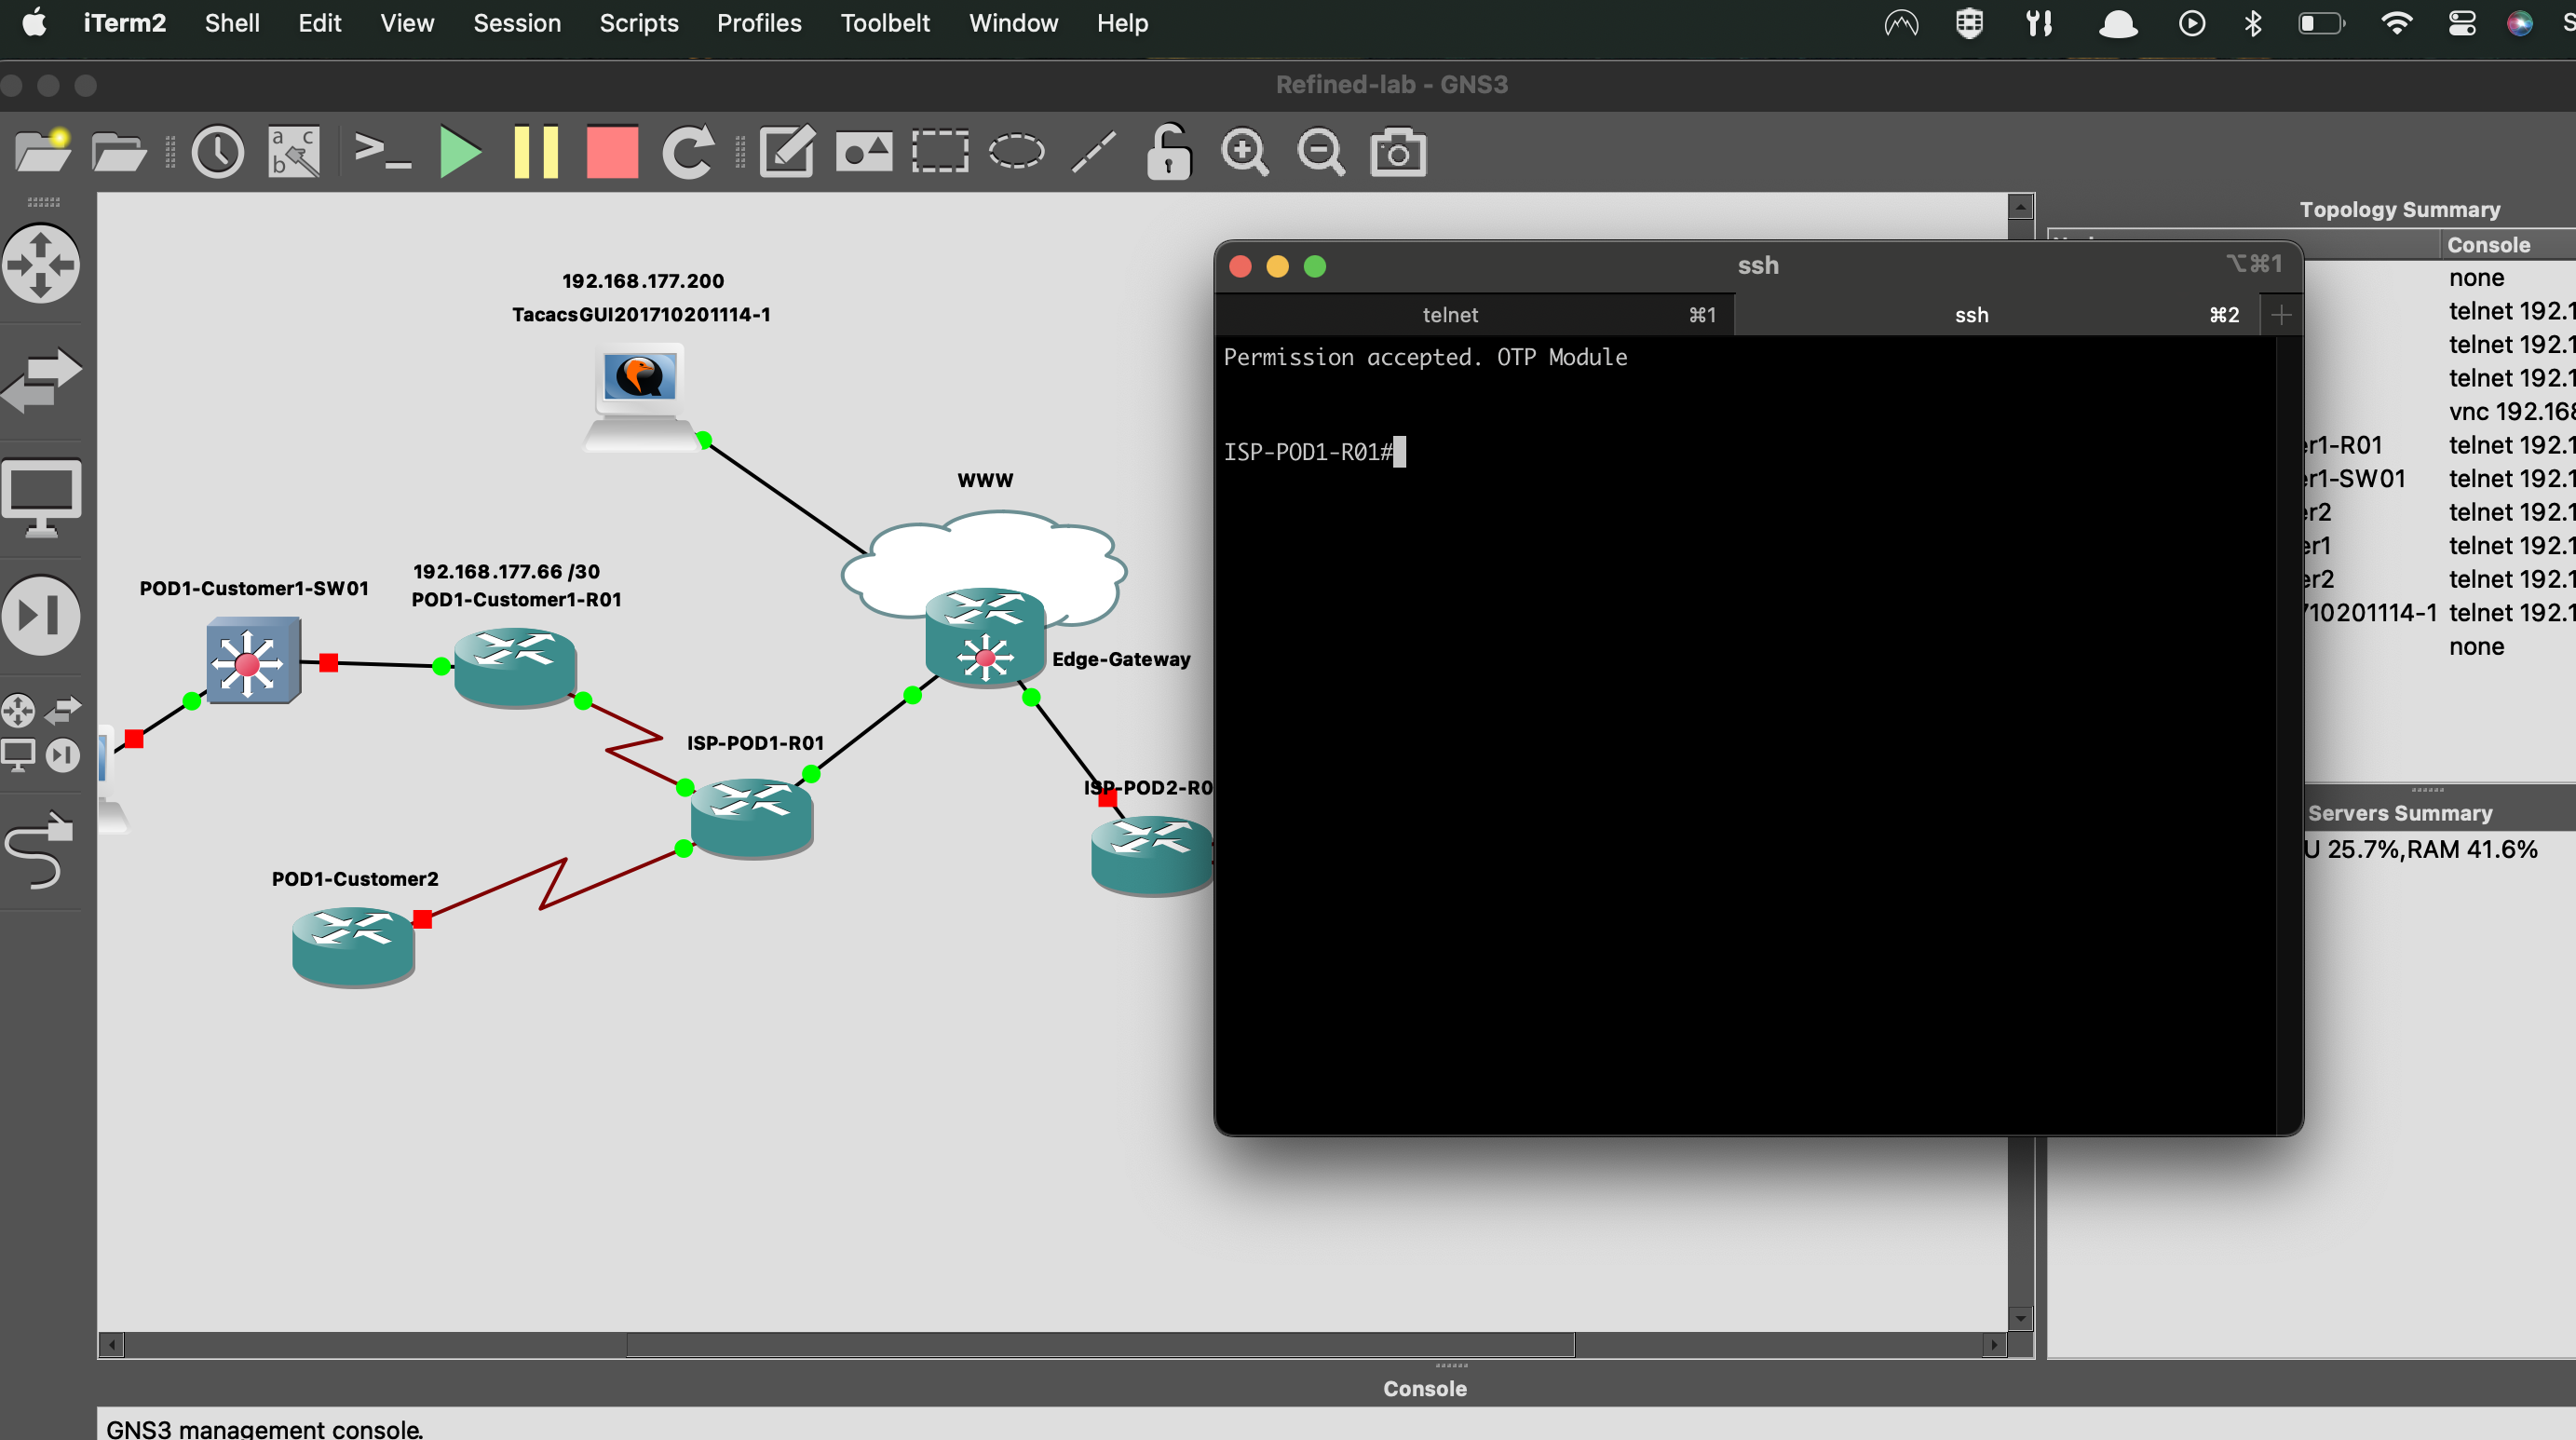 iTerm2 Shell Edit View Session Scripts Profiles Toolbelt Window Help
Refined-lab - GNS3
a c
b
Topology Summary
Console
none
telnet 192.1
telnet 192.1
telnet 192.1
vnc 192.168
er1-R01 telnet 192.1
er1-SW01 telnet 192.1
er2 telnet 192.1
er1 telnet 192.1
er2 telnet 192.1
710201114-1 telnet 192.1
none
Servers Summary
U 25.7%,RAM 41.6%
ssh ⌥⌘1
telnet ⌘1 ssh ⌘2
Permission accepted. OTP Module
ISP-POD1-R01#
192.168.177.200
TacacsGUI201710201114-1
WWW
192.168.177.66 /30
POD1-Customer1-SW01
POD1-Customer1-R01
Edge-Gateway
ISP-POD1-R01
ISP-POD2-R0
POD1-Customer2
Console
GNS3 management console.